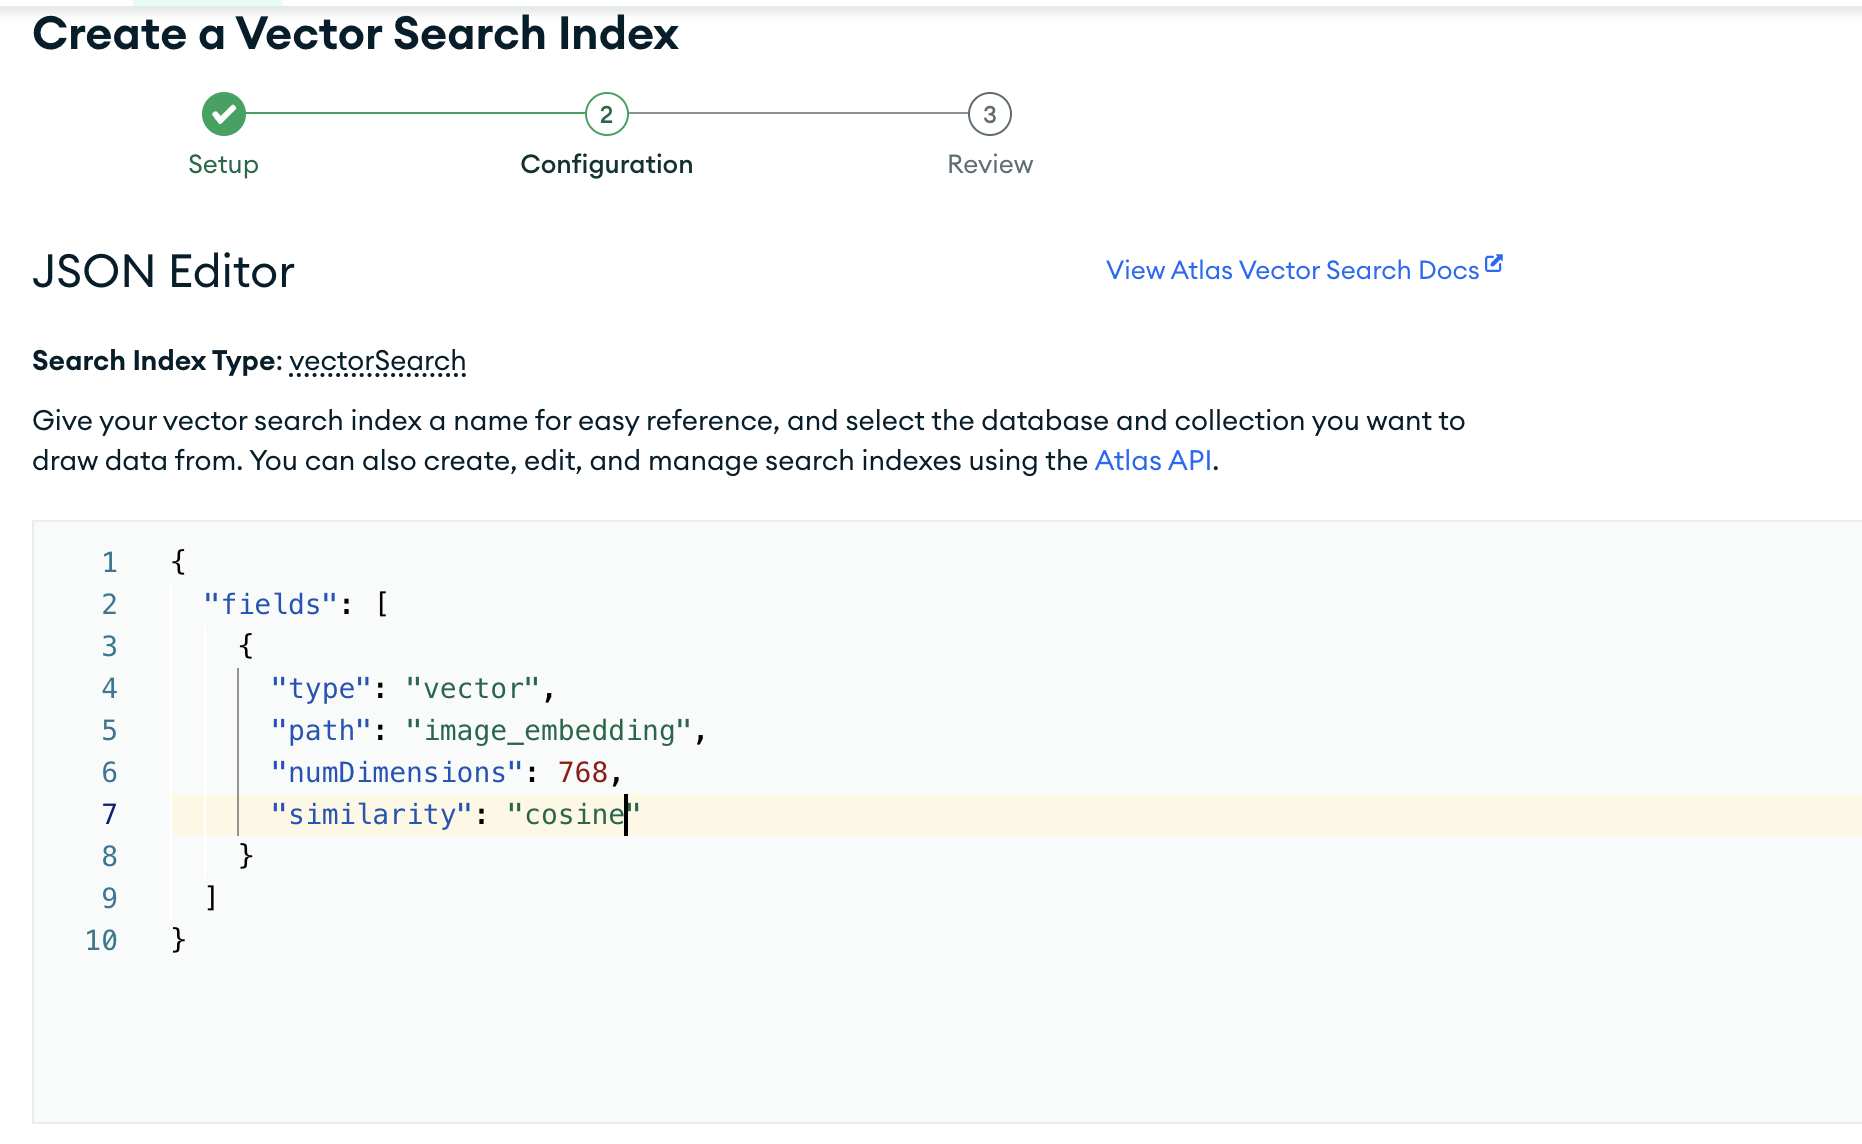 Create a Vector Search Index
2
3
Setup
Configuration
Review
JSON Editor
View Atlas Vector Search Docs
Search Index Type: vectorSearch
Give your vector search index a name for easy reference, and select the database and collection you want to
draw data from. You can also create, edit, and manage search indexes using the Atlas API.
1 {
2 "fields": [
3 {
4 "type": "vector",
5 "path": "image_embedding",
6 "numDimensions": 768,
7 "similarity": "cosine"
8 }
9 ]
10 }